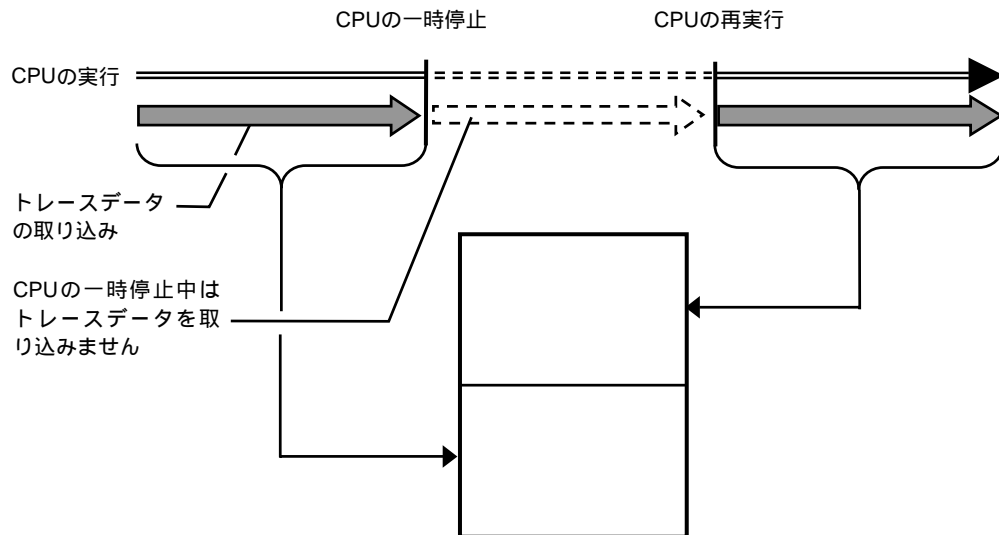 CPUの一時停止
CPUの再実行
CPUの実行
トレースデータ
の取り込み
CPUの一時停止中は
トレースデータを取
り込みません